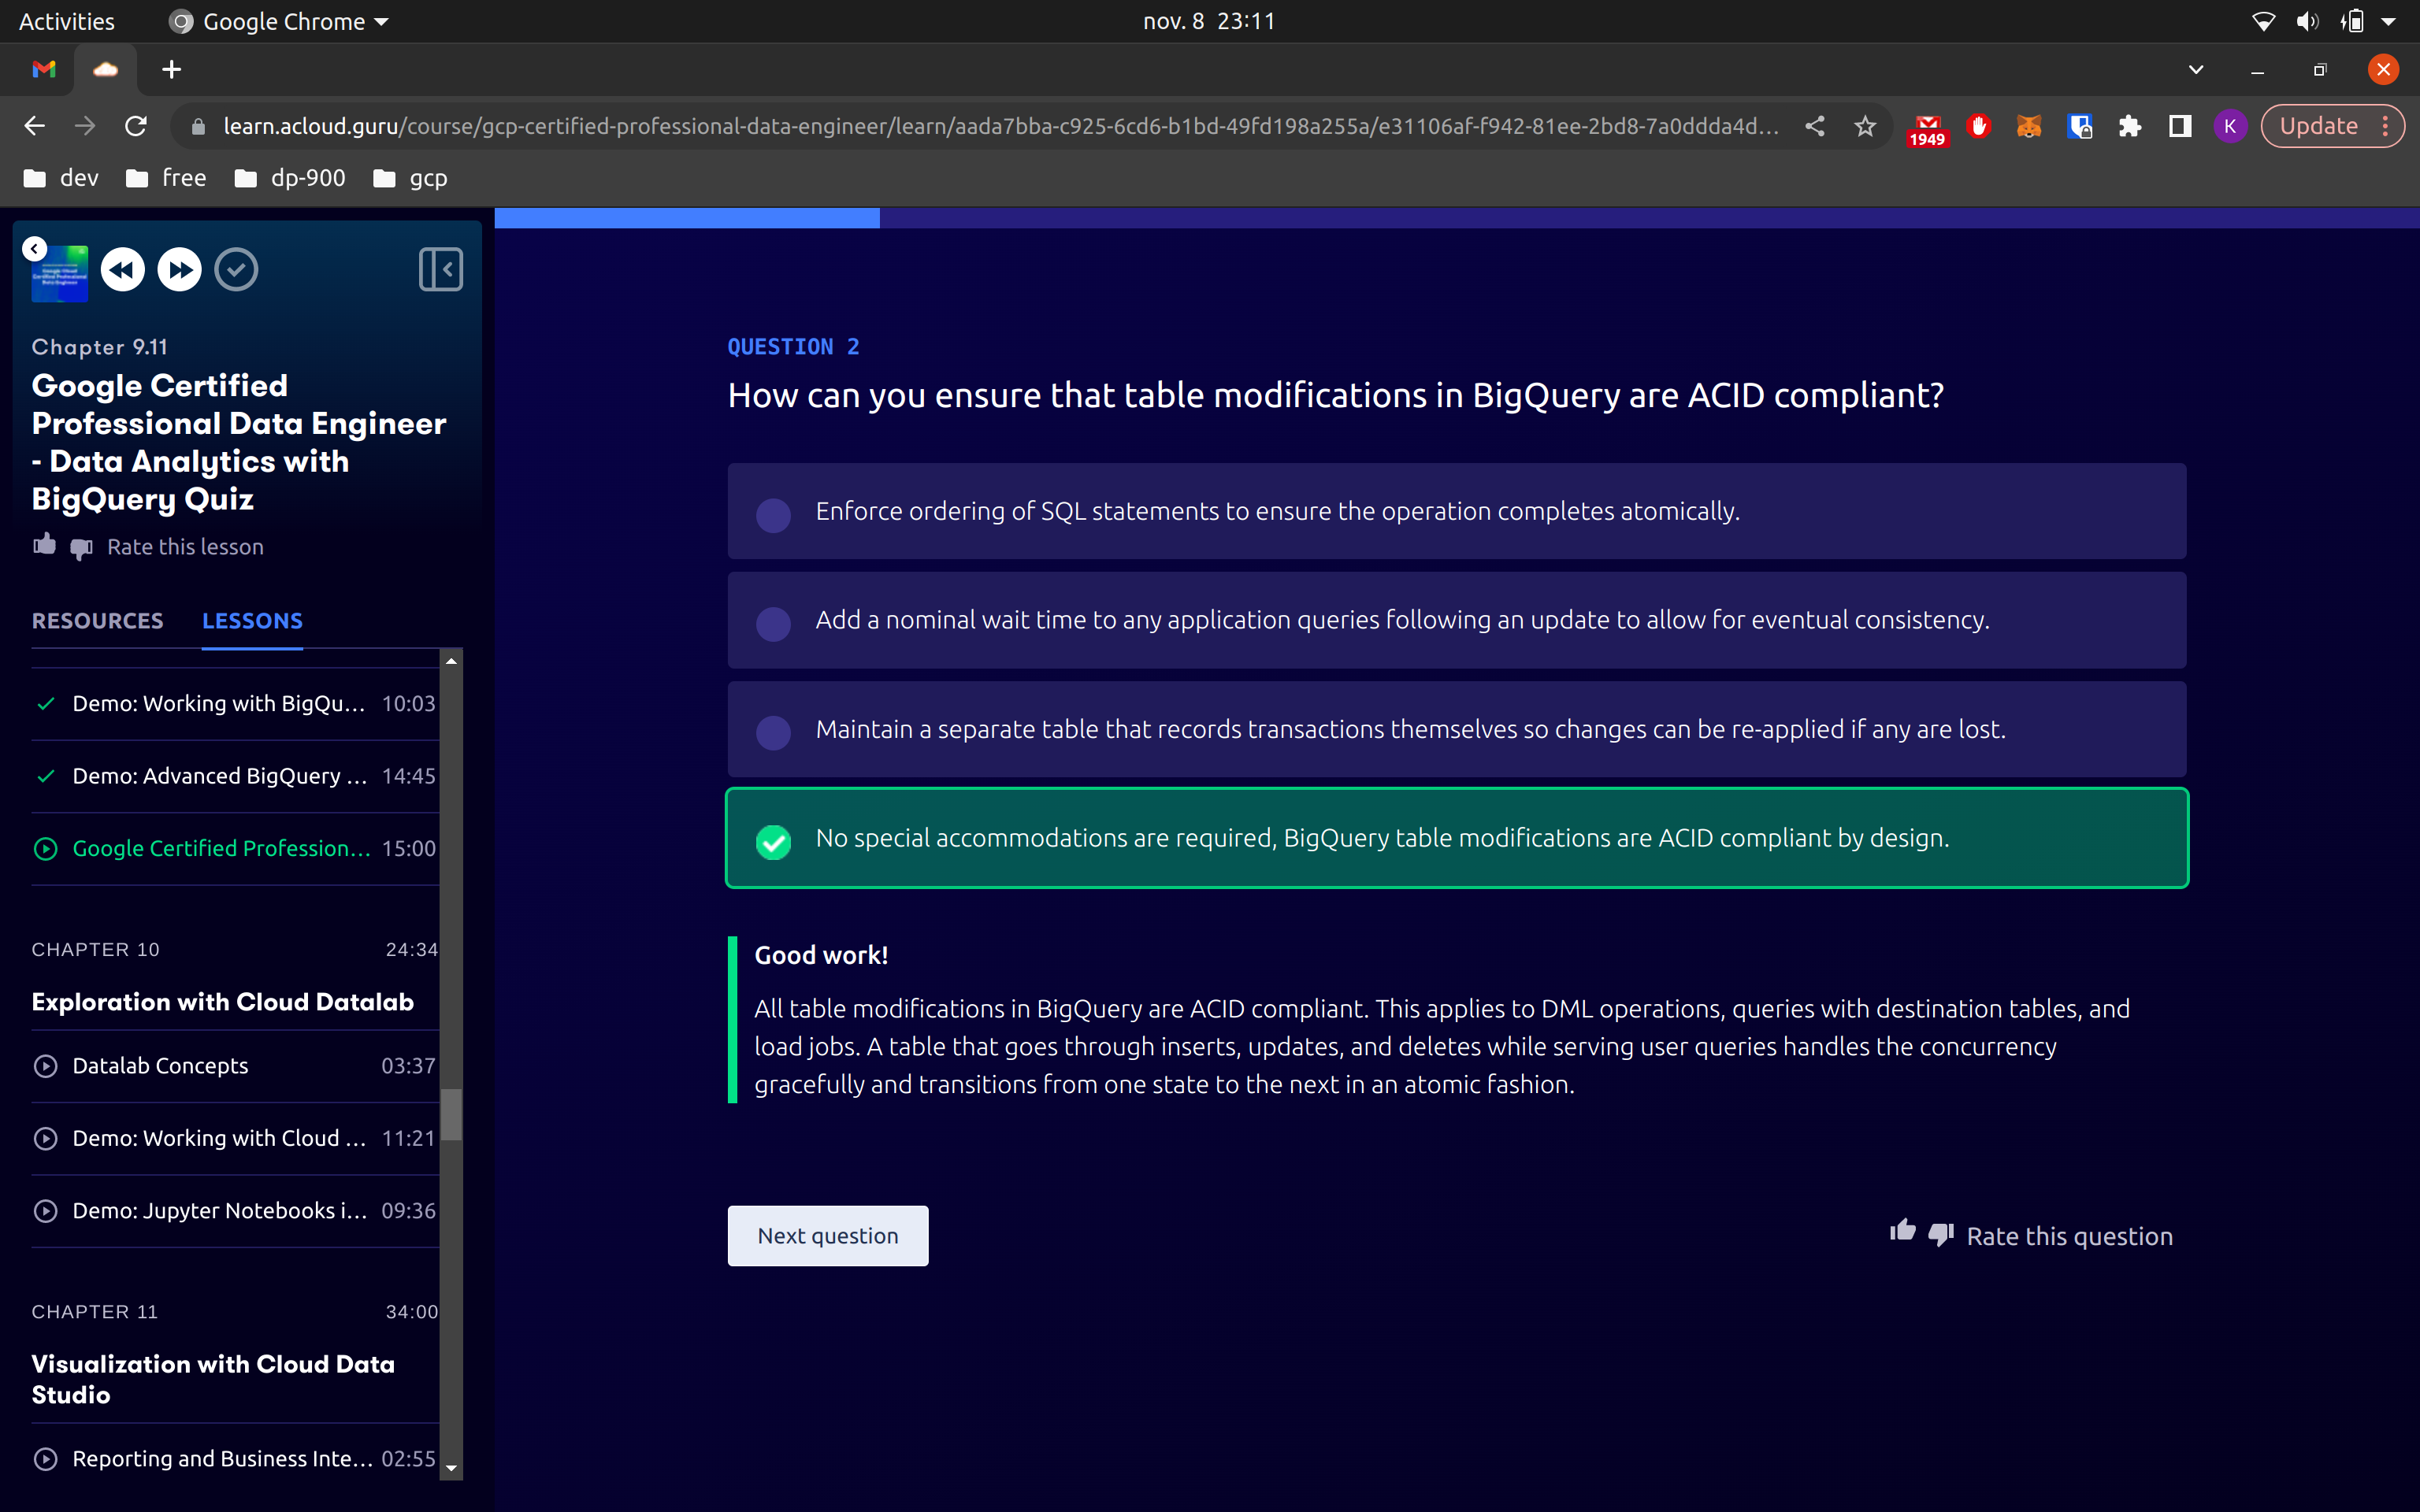 Activities
Google Chrome
nov. 8 23:11
learn.acloud.guru/course/gcp-certified-professional-data-engineer/learn/aada7bba-c925-6cd6-b1bd-49fd198a255a/e31106af-f942-81ee-2bd8-7a0ddda4d...
1949
K
Update
dev
free
dp-900
gcp
Chapter 9.11
Google Certified
Professional Data Engineer
- Data Analytics with
BigQuery Quiz
Rate this lesson
RESOURCES
LESSONS
Demo: Working with BigQu... 10:03
Demo: Advanced BigQuery ... 14:45
Google Certified Profession... 15:00
CHAPTER 10 24:34
Exploration with Cloud Datalab
Datalab Concepts 03:37
Demo: Working with Cloud ... 11:21
Demo: Jupyter Notebooks i... 09:36
CHAPTER 11 34:00
Visualization with Cloud Data
Studio
Reporting and Business Inte... 02:55
QUESTION 2
How can you ensure that table modifications in BigQuery are ACID compliant?
Enforce ordering of SQL statements to ensure the operation completes atomically.
Add a nominal wait time to any application queries following an update to allow for eventual consistency.
Maintain a separate table that records transactions themselves so changes can be re-applied if any are lost.
No special accommodations are required, BigQuery table modifications are ACID compliant by design.
Good work!
All table modifications in BigQuery are ACID compliant. This applies to DML operations, queries with destination tables, and
load jobs. A table that goes through inserts, updates, and deletes while serving user queries handles the concurrency
gracefully and transitions from one state to the next in an atomic fashion.
Next question
Rate this question